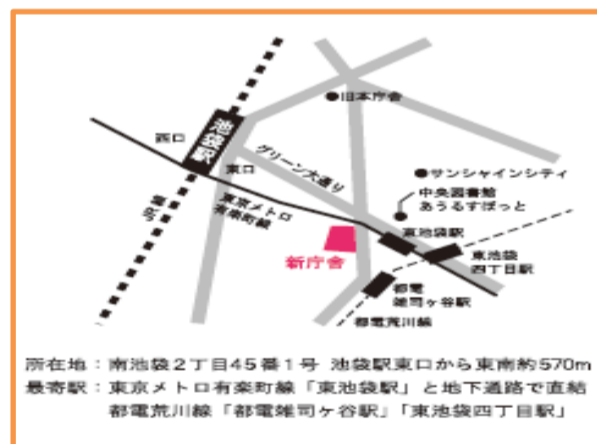 旧本庁舎
池袋駅
西口
東口
グリーン大通り
サンシャインシティ
中央図書館
あうるすぽっと
東京メトロ
有楽町線
JR線
東池袋駅
新庁舎
東池袋
四丁目駅
都電
雑司ヶ谷駅
都電荒川線
所在地:南池袋2丁目45番1号 池袋駅東口から東南約570m
最寄駅:東京メトロ有楽町線「東池袋駅」と地下通路で直結
都電荒川線「都電雑司ヶ谷駅」「東池袋四丁目駅」